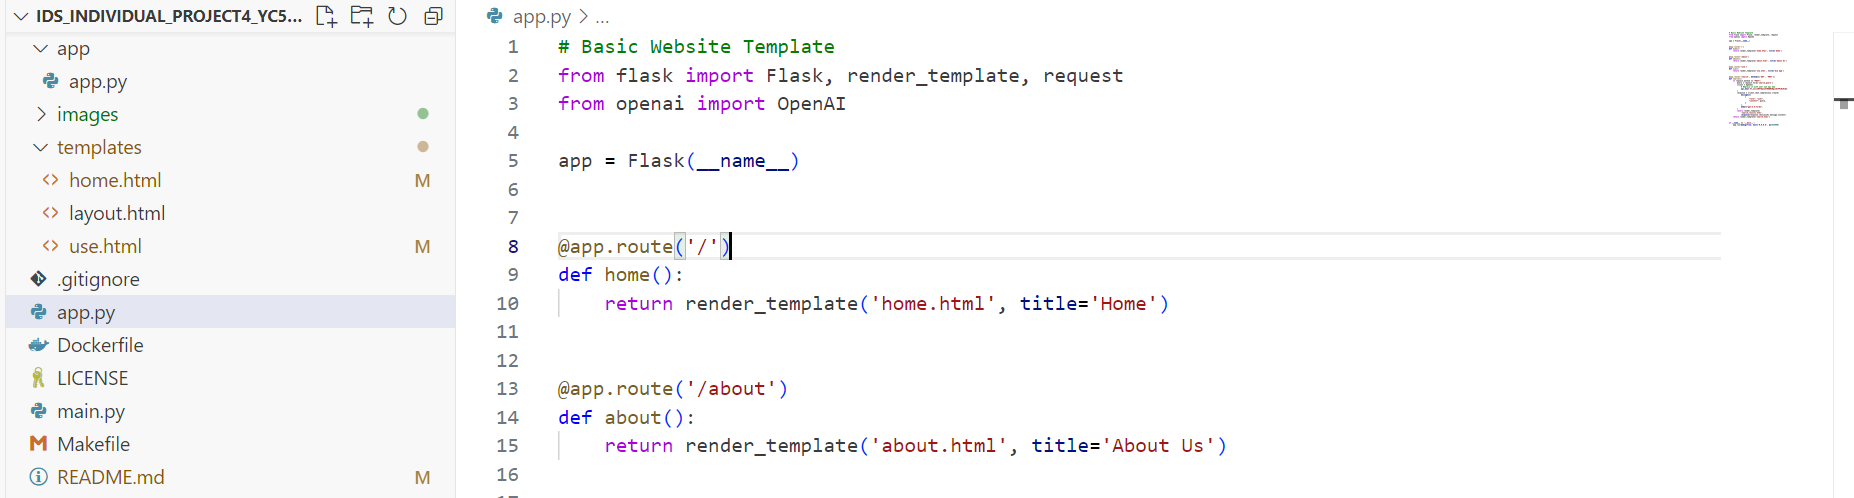 IDS_INDIVIDUAL_PROJECT4_YC5...
app
app.py
images
templates
home.html M
layout.html
use.html M
.gitignore
app.py
Dockerfile
LICENSE
main.py
Makefile
README.md M
app.py > ...
1 # Basic Website Template
2 from flask import Flask, render_template, request
3 from openai import OpenAI
4
5 app = Flask(__name__)
6
7
8 @app.route('/')
9 def home():
10 return render_template('home.html', title='Home')
11
12
13 @app.route('/about')
14 def about():
15 return render_template('about.html', title='About Us')
16
17